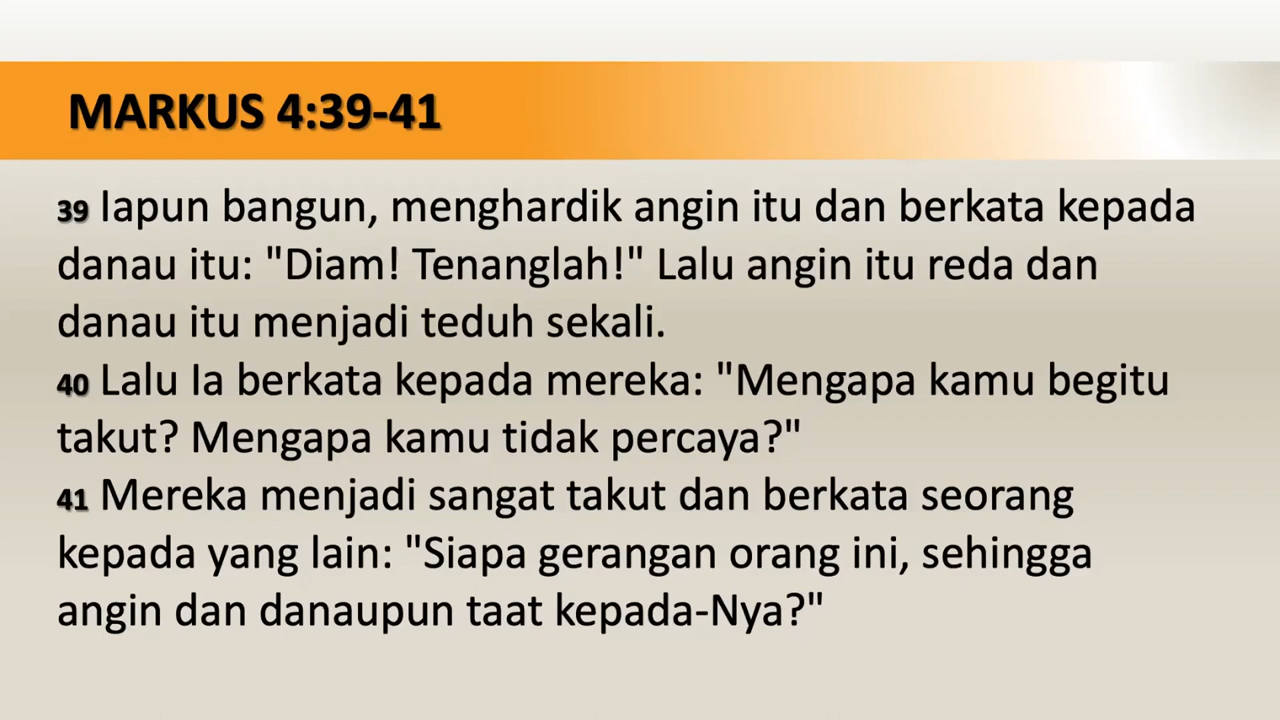 MARKUS 4:39-41
39 Iapun bangun, menghardik angin itu dan berkata kepada
danau itu: "Diam! Tenanglah!" Lalu angin itu reda dan
danau itu menjadi teduh sekali.
40 Lalu Ia berkata kepada mereka: "Mengapa kamu begitu
takut? Mengapa kamu tidak percaya?"
41 Mereka menjadi sangat takut dan berkata seorang
kepada yang lain: "Siapa gerangan orang ini, sehingga
angin dan danaupun taat kepada-Nya?"